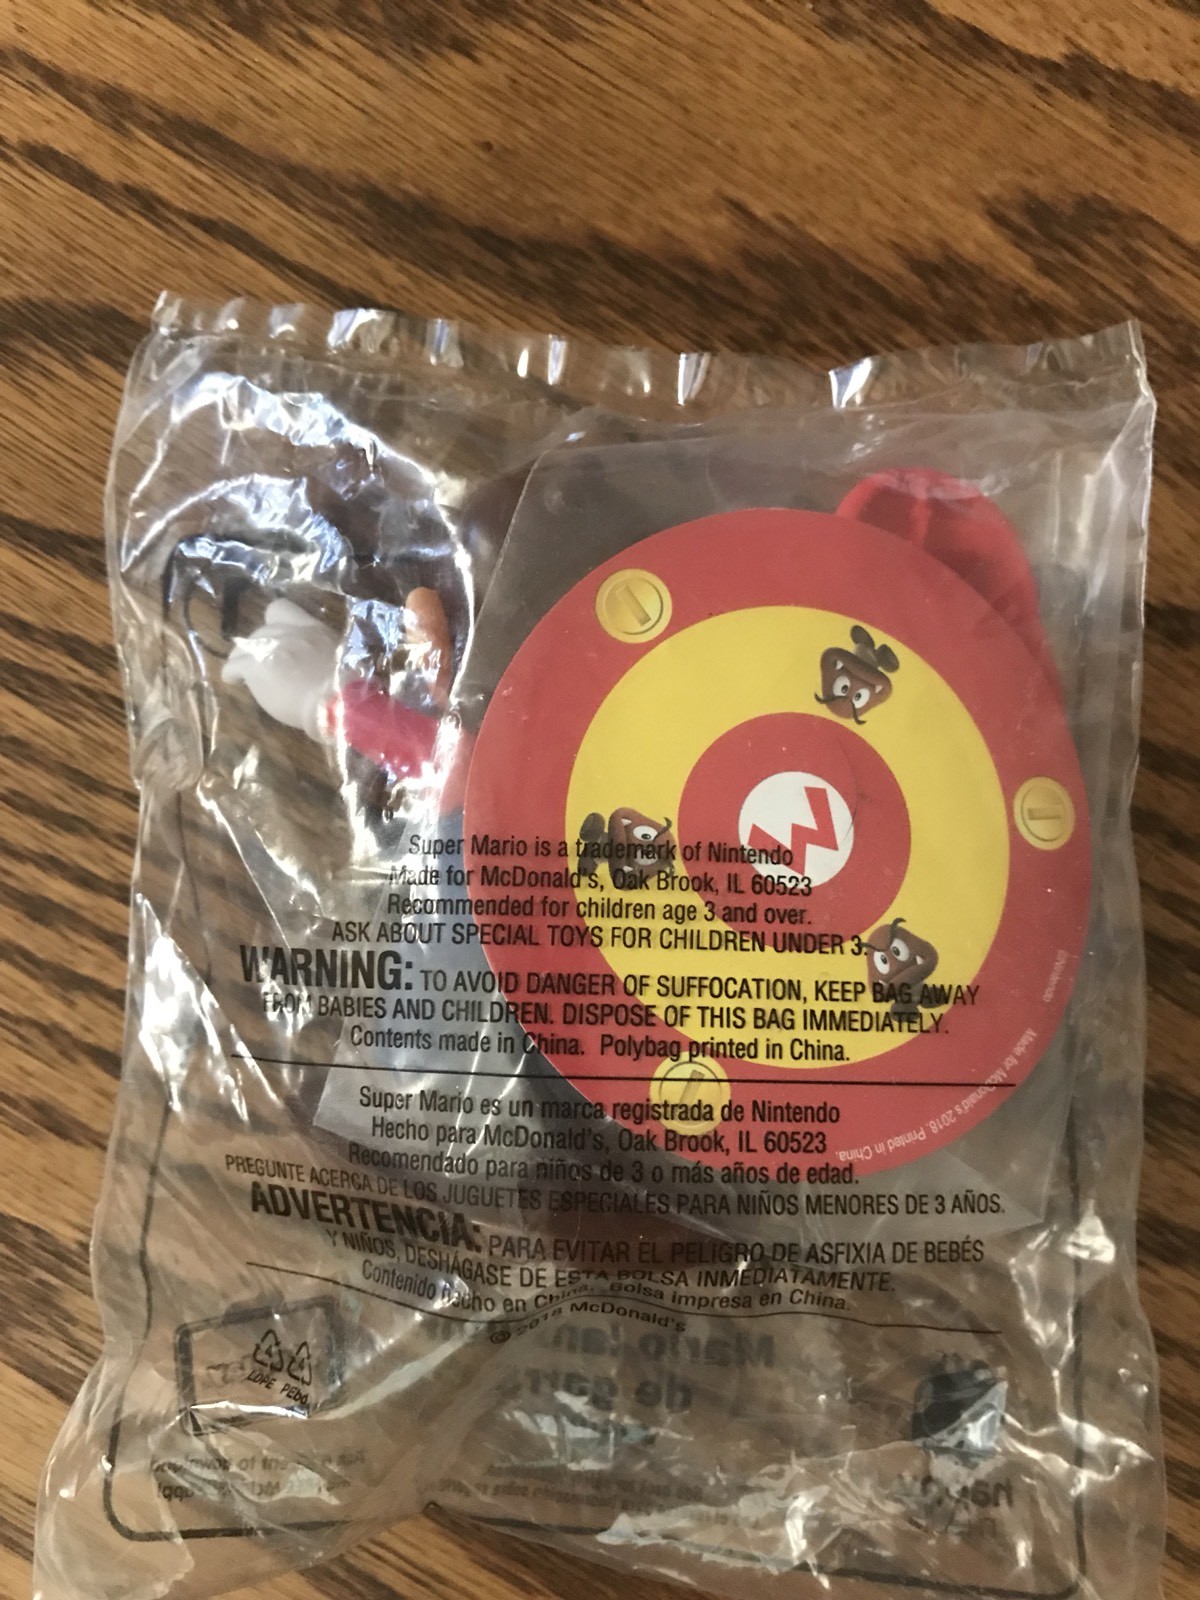 Super Mario is a trademark of Nintendo
Made for McDonald's, Oak Brook, IL 60523
Recommended for children age 3 and over.
ASK ABOUT SPECIAL TOYS FOR CHILDREN UNDER 3.
WARNING: TO AVOID DANGER OF SUFFOCATION, KEEP BAG AWAY
FROM BABIES AND CHILDREN. DISPOSE OF THIS BAG IMMEDIATELY.
Contents made in China. Polybag printed in China.
Super Mario es un marca registrada de Nintendo
Hecho para McDonald's, Oak Brook, IL 60523
Recomendado para niños de 3 o más años de edad.
PREGUNTE ACERCA DE LOS JUGUETES ESPECIALES PARA NIÑOS MENORES DE 3 AÑOS.
ADVERTENCIA: PARA EVITAR EL PELIGRO DE ASFIXIA DE BEBÉS
Y NIÑOS, DESHÁGASE DE ESTA BOLSA INMEDIATAMENTE.
Contenido hecho en China. Bolsa impresa en China.
© 2018 McDonald's
4 4
LDPE PEbd
M
©Nintendo
Made for McDonald's 2018. Printed in China.
Mario
de